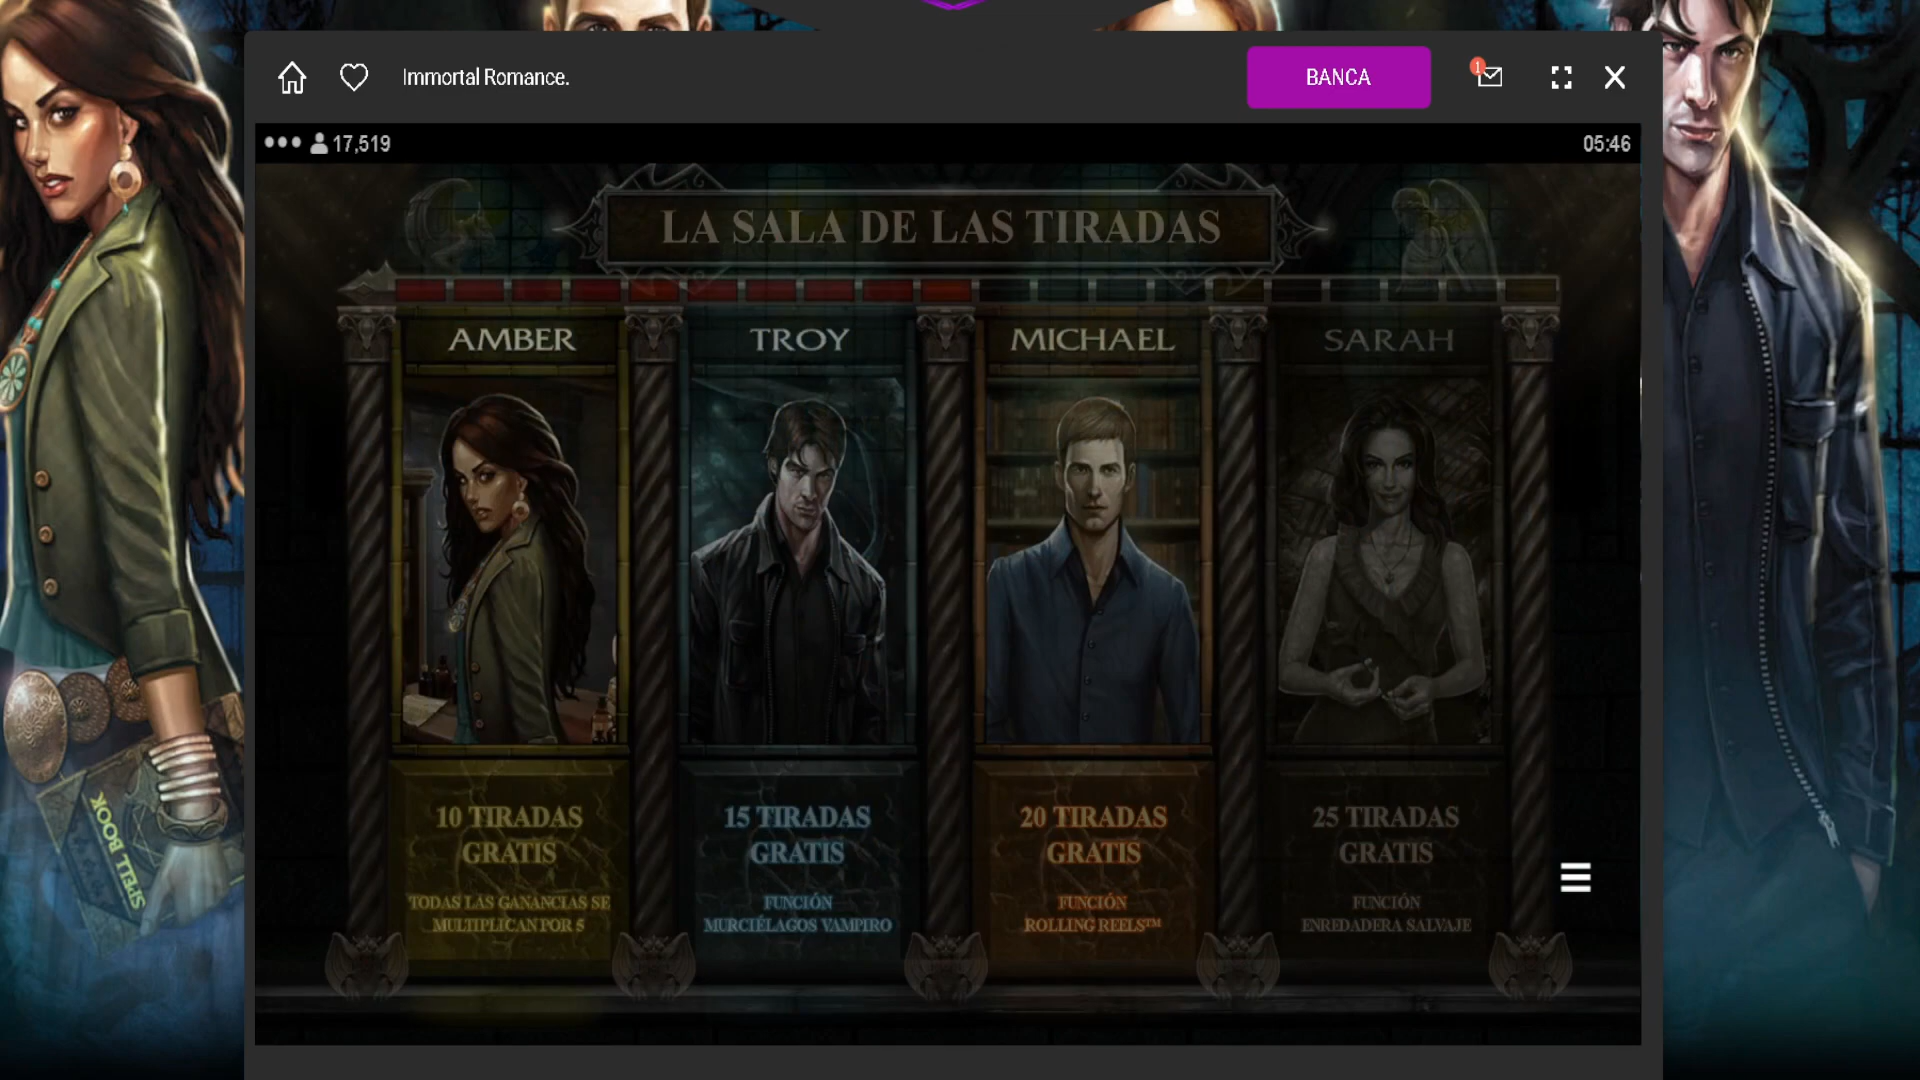 Immortal Romance.
BANCA
1
17,519
05:46
LA SALA DE LAS TIRADAS
AMBER
TROY
MICHAEL
SARAH
10 TIRADAS
GRATIS
TODAS LAS GANANCIAS SE
MULTIPLICAN POR 5
15 TIRADAS
GRATIS
FUNCIÓN
MURCIÉLAGOS VAMPIRO
20 TIRADAS
GRATIS
FUNCIÓN
ROLLING REELS™
25 TIRADAS
GRATIS
FUNCIÓN
ENREDADERA SALVAJE
SPELL BOOK